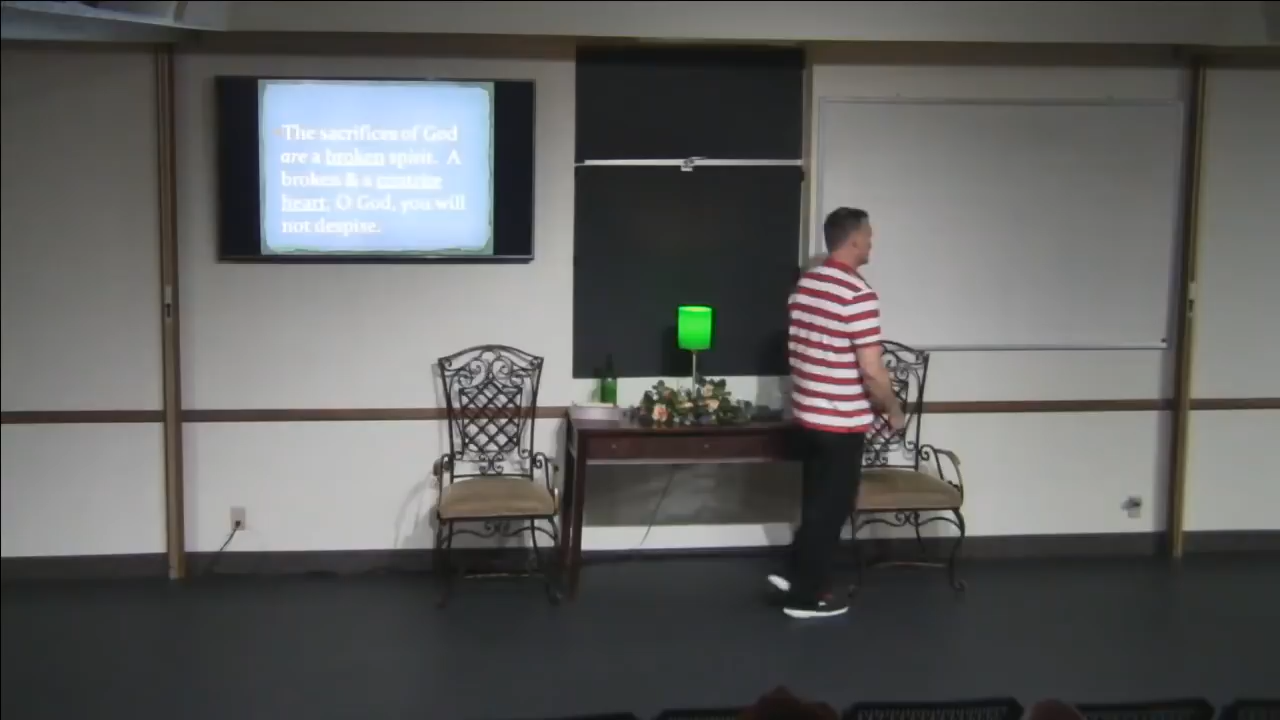 The sacrifices of God
are a broken spirit. A
broken & a contrite
heart, O God, you will
not despise.